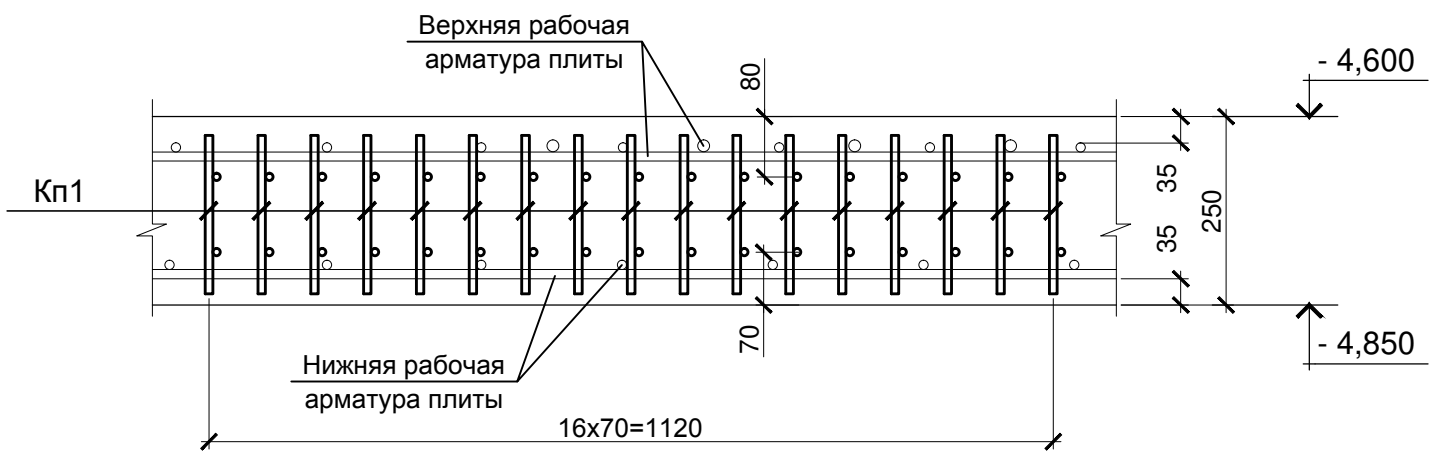 Верхняя рабочая
арматура плиты
80
- 4,600
Кп1
35
250
35
70
- 4,850
Нижняя рабочая
арматура плиты
16x70=1120